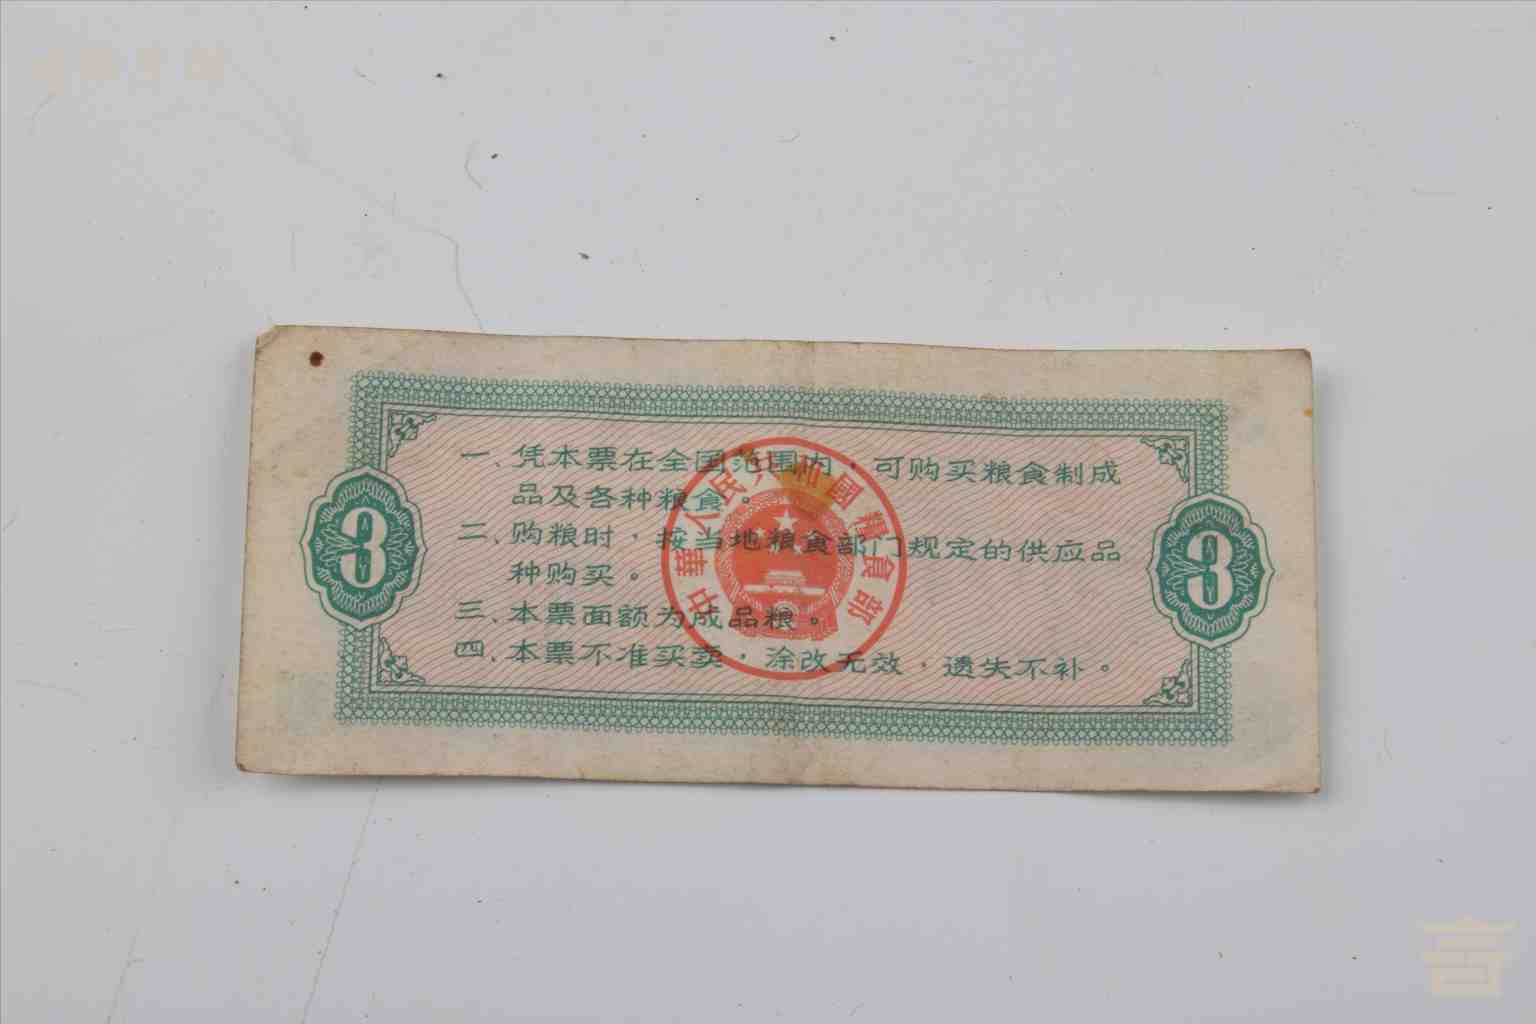 一、凭本票在全国范围内，可购买粮食制成
品及各种粮食。
二、购粮时，按当地粮食部门规定的供应品
种购买。
三、本票面额为成品粮。
四、本票不准买卖，涂改无效，遗失不补。
中華人民共和國糧食部
3
3